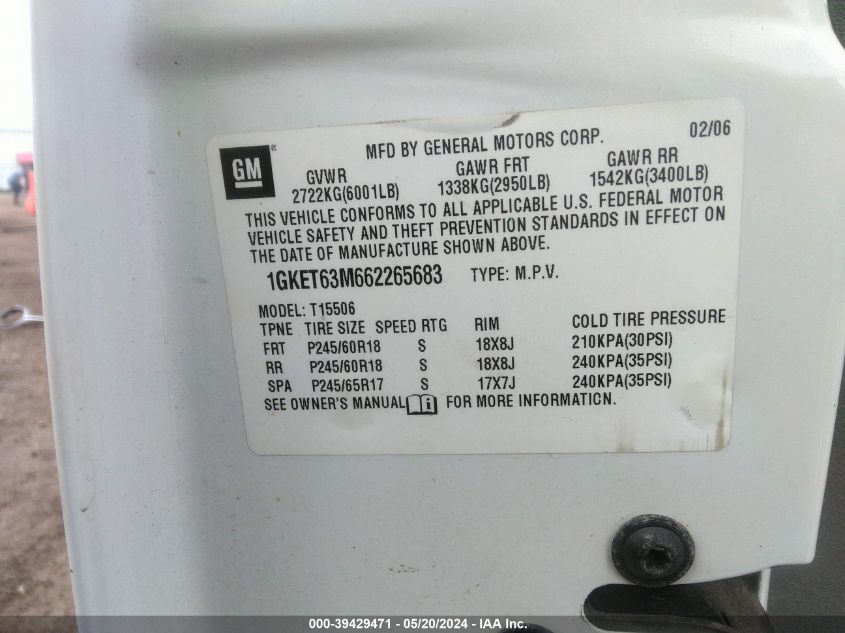 GM
MFD BY GENERAL MOTORS CORP. 02/06
GVWR GAWR FRT GAWR RR
2722KG(6001LB) 1338KG(2950LB) 1542KG(3400LB)
THIS VEHICLE CONFORMS TO ALL APPLICABLE U.S. FEDERAL MOTOR
VEHICLE SAFETY AND THEFT PREVENTION STANDARDS IN EFFECT ON
THE DATE OF MANUFACTURE SHOWN ABOVE.
1GKET63M662265683 TYPE: M.P.V.
MODEL: T15506
TPNE TIRE SIZE SPEED RTG RIM COLD TIRE PRESSURE
FRT P245/60R18 S 18X8J 210KPA(30PSI)
RR P245/60R18 S 18X8J 240KPA(35PSI)
SPA P245/65R17 S 17X7J 240KPA(35PSI)
SEE OWNER'S MANUAL i FOR MORE INFORMATION.
000-39429471 - 05/20/2024 - IAA, Inc.